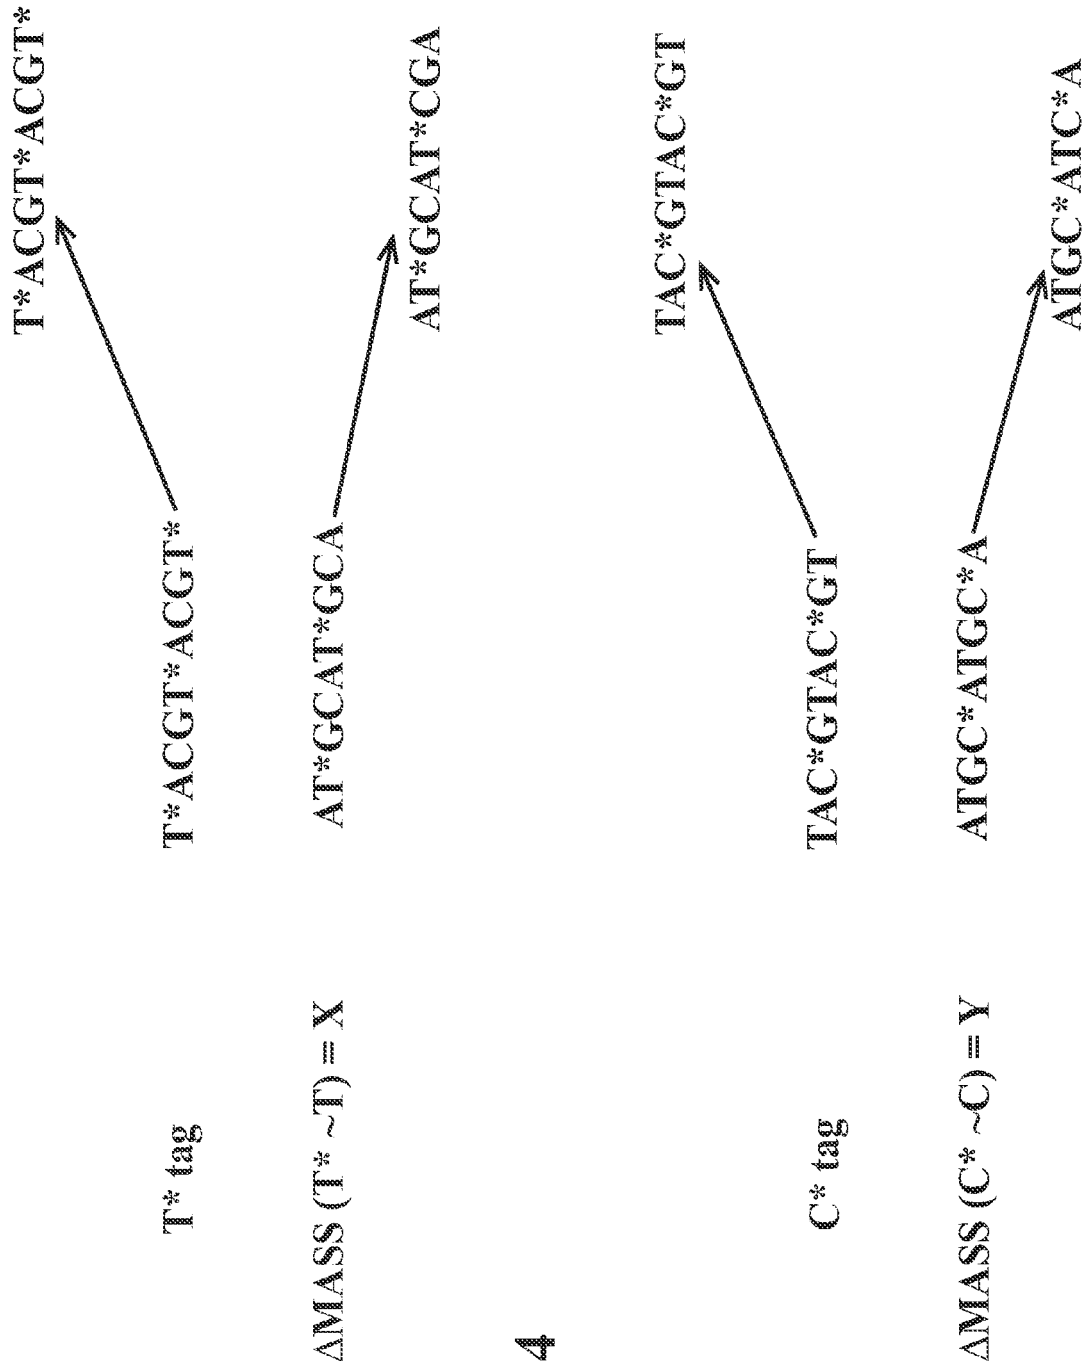 T* tag
T*ACGT*ACGT*
T*ACGT*ACGT*
ΔMASS (T* ~T) = X
AT*GCAT*GCA
AT*GCAT*CGA
4
C* tag
TAC*GTAC*GT
TAC*GTAC*GT
ΔMASS (C* ~C) = Y
ATGC*ATGC*A
ATGC*ATC*A